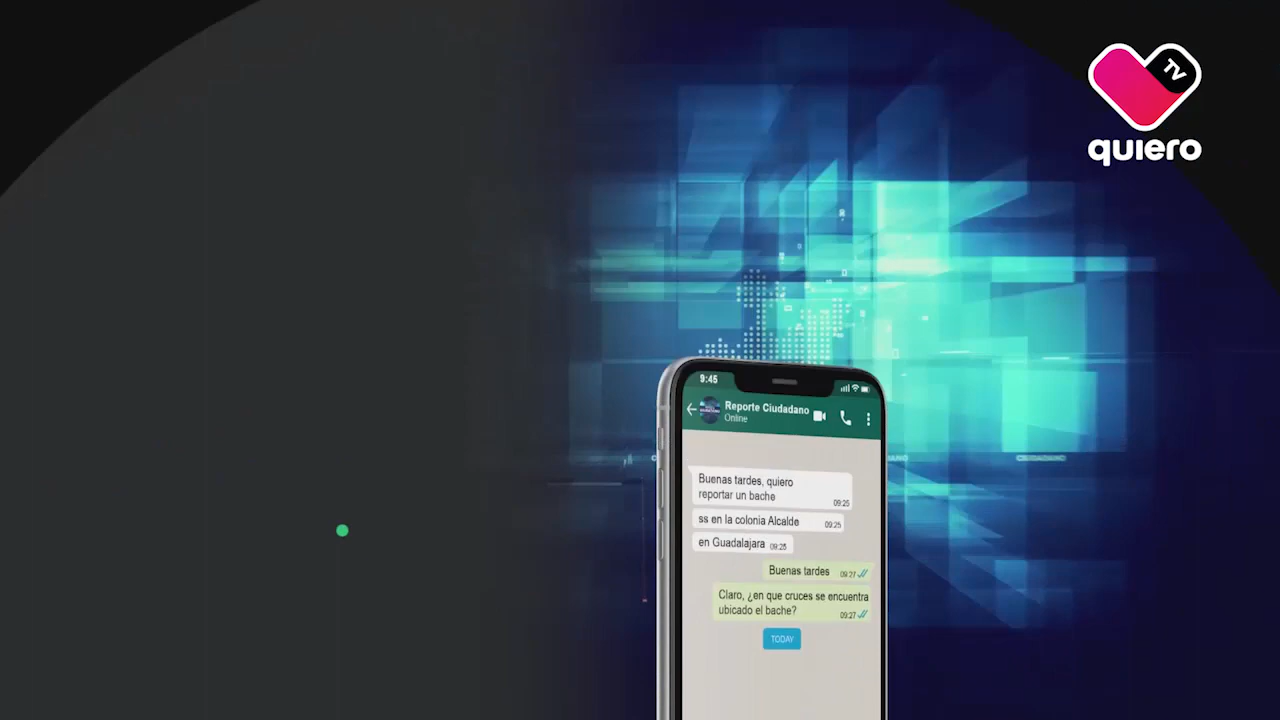 TV
quiero
9:45
Reporte Ciudadano
Online
Buenas tardes, quiero
reportar un bache
09:25
ss en la colonia Alcalde 09:25
en Guadalajara 09:25
Buenas tardes 09:27
Claro, ¿en que cruces se encuentra
ubicado el bache? 09:27
TODAY
CIUDADANO